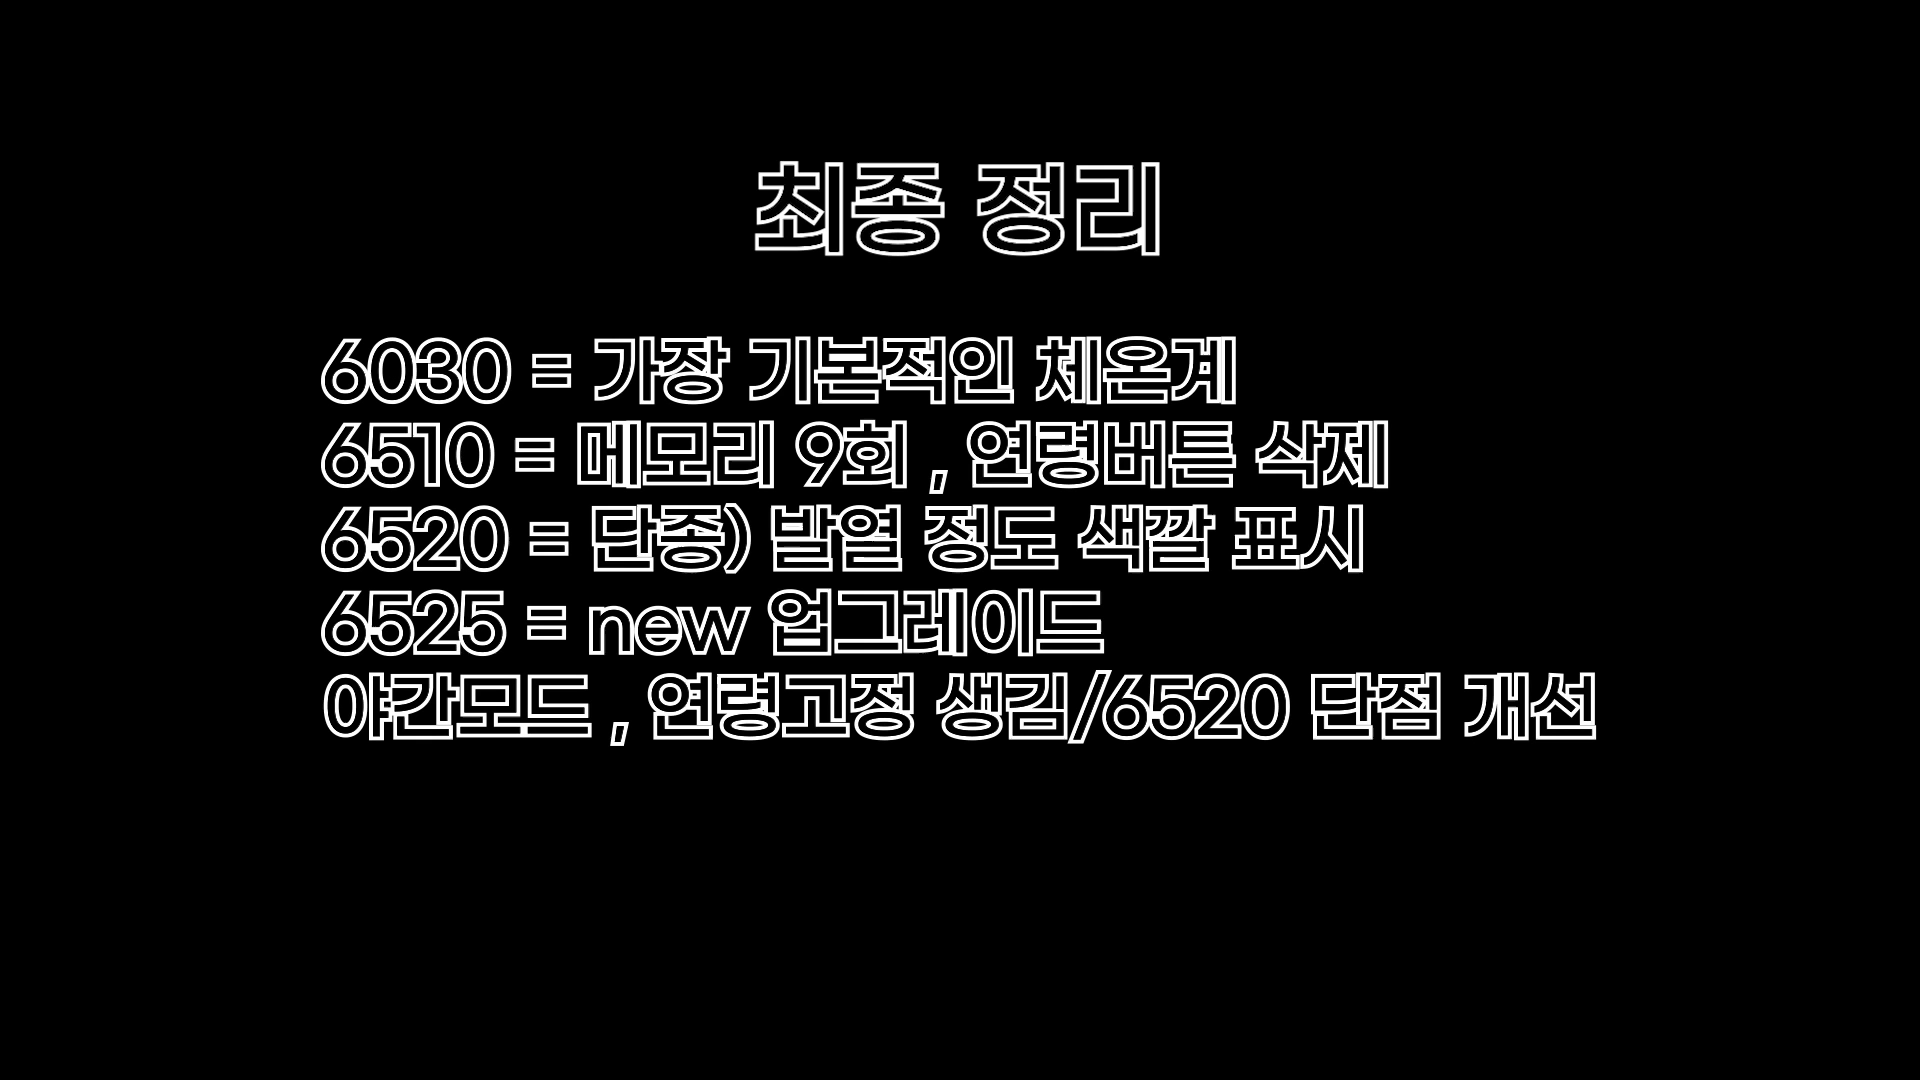 최종 정리
6030 = 가장 기본적인 체온계
6510 = 메모리 9회 , 연령버튼 삭제
6520 = 단종) 발열 정도 색깔 표시
6525 = new 업그레이드
야간모드 , 연령고정 생김/6520 단점 개선